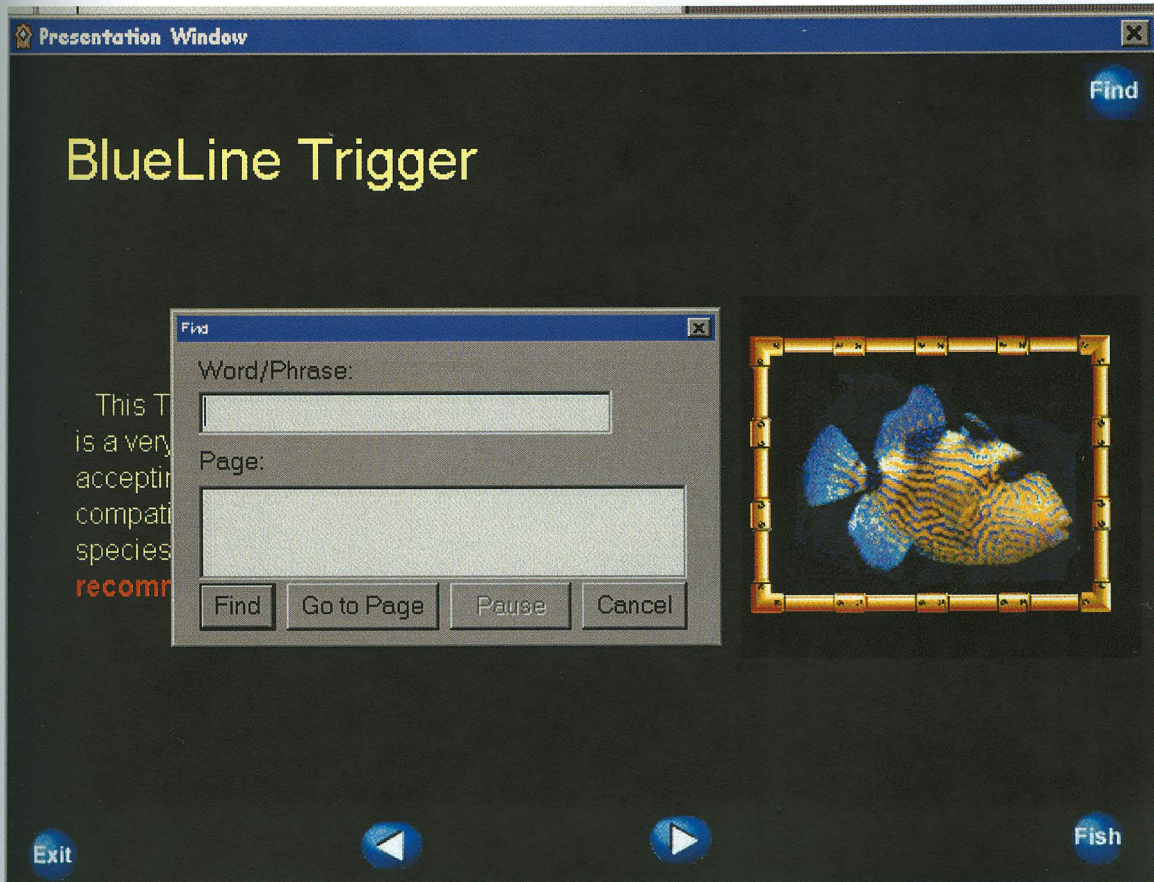 Presentation Window
Find
BlueLine Trigger
Find
Word/Phrase:
This T
is a very
Page:
acceptin
compati
species
recomm
Find
Go to Page
Pause
Cancel
Exit
Fish